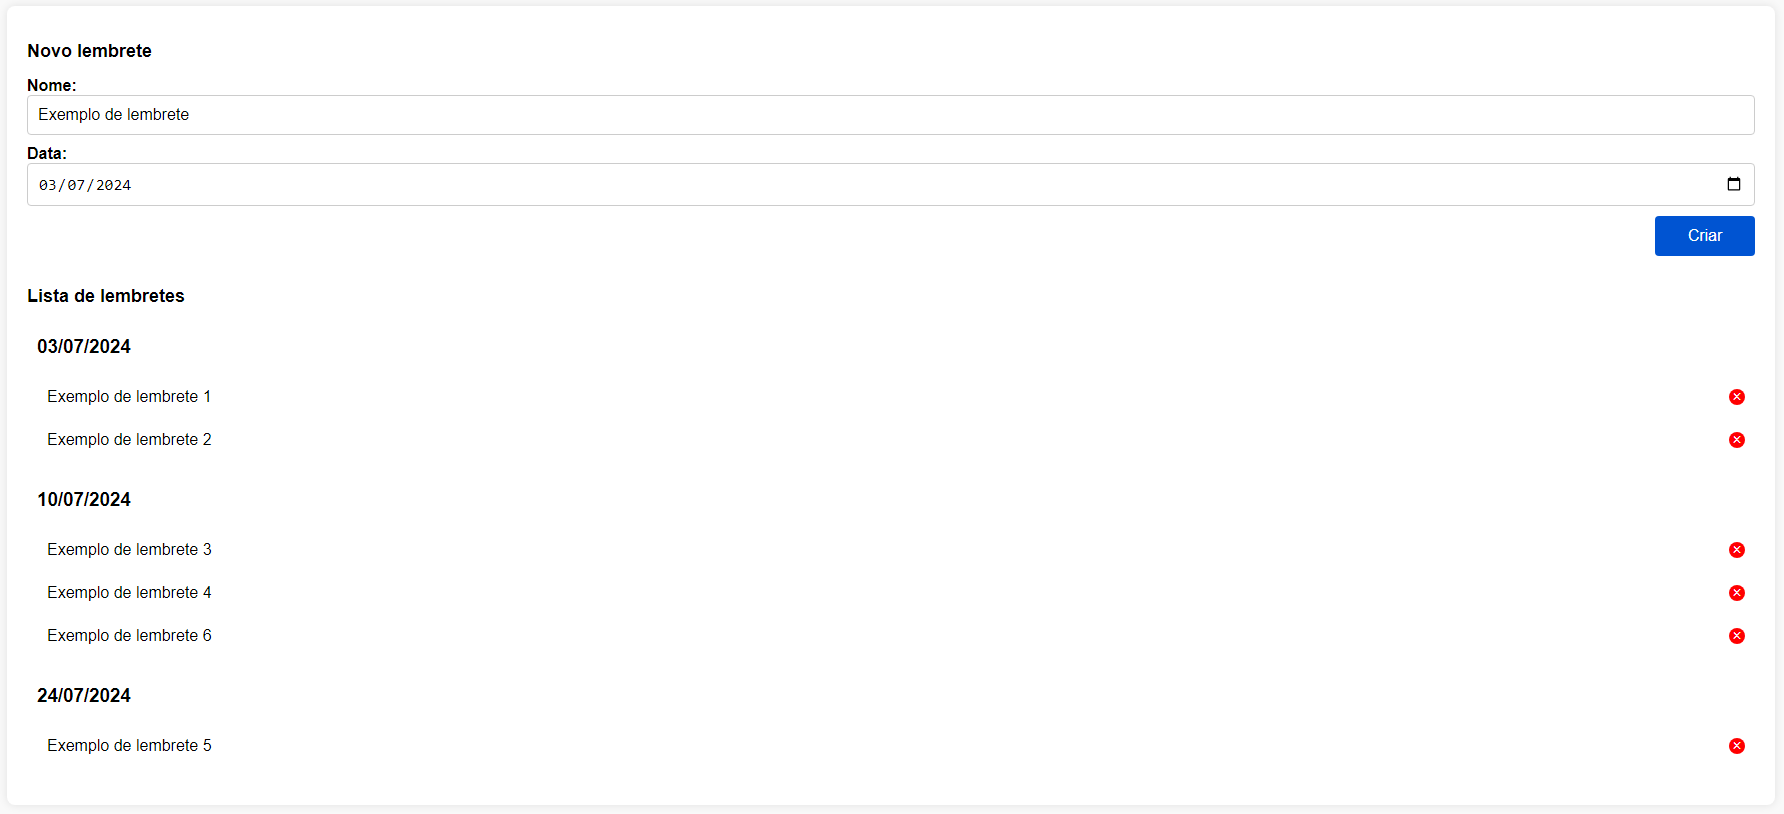 Novo lembrete
Nome:
Exemplo de lembrete
Data:
03/07/2024
Criar
Lista de lembretes
03/07/2024
Exemplo de lembrete 1
Exemplo de lembrete 2
10/07/2024
Exemplo de lembrete 3
Exemplo de lembrete 4
Exemplo de lembrete 6
24/07/2024
Exemplo de lembrete 5